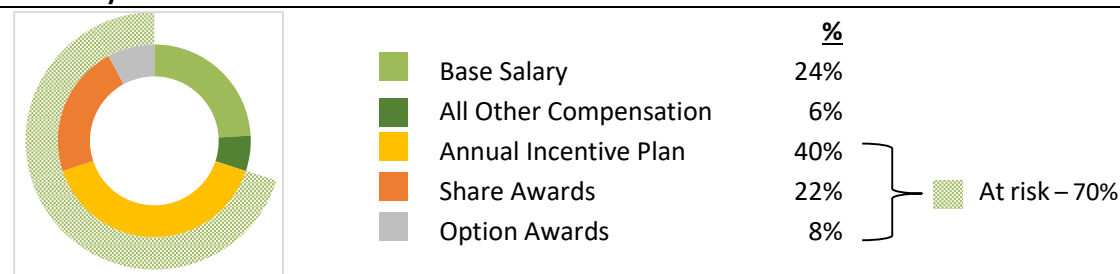 %
Base Salary 24%
All Other Compensation 6%
Annual Incentive Plan 40%
Share Awards 22%
At risk – 70%
Option Awards 8%